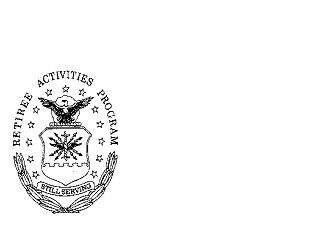 RETIREE ACTIVITIES PROGRAM
STILL SERVING